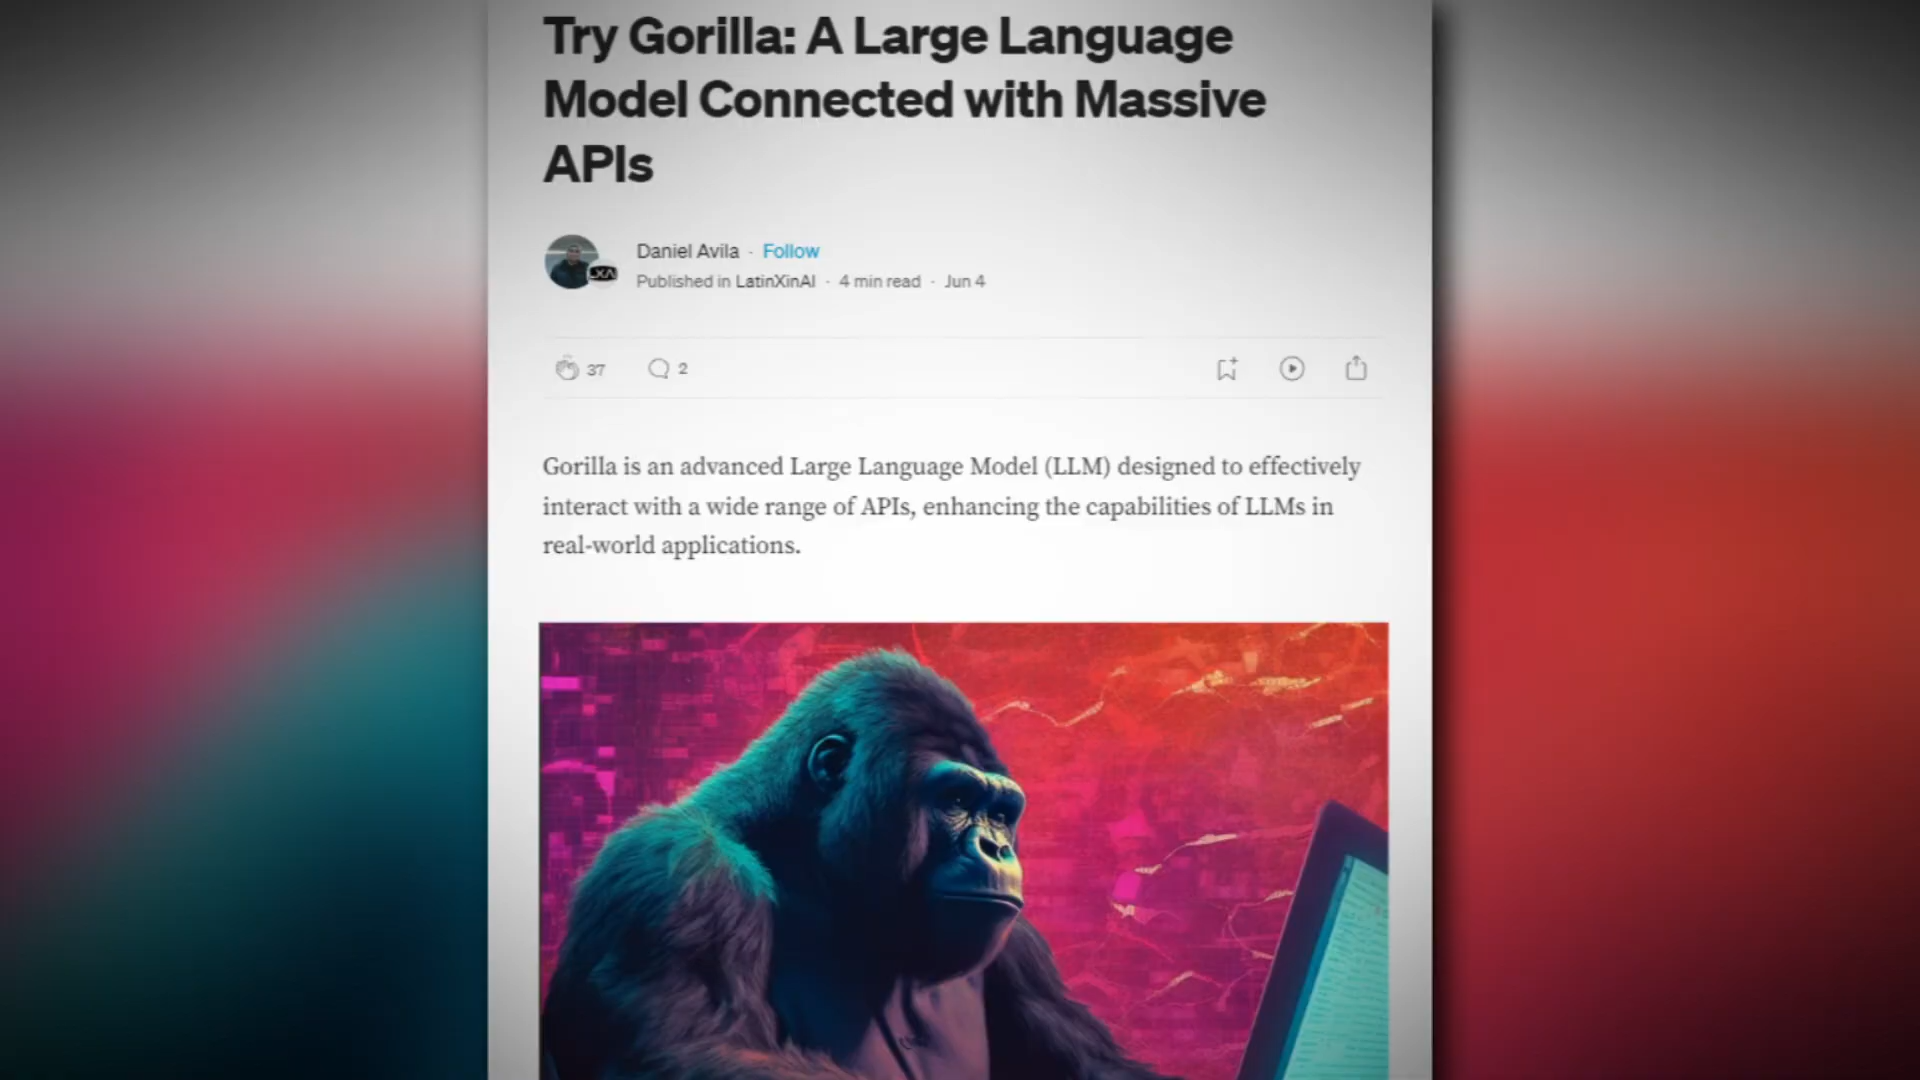 Try Gorilla: A Large Language
Model Connected with Massive
APIs
Daniel Avila · Follow
Published in LatinXinAI · 4 min read · Jun 4
LXAI
37
2
Gorilla is an advanced Large Language Model (LLM) designed to effectively
interact with a wide range of APIs, enhancing the capabilities of LLMs in
real-world applications.